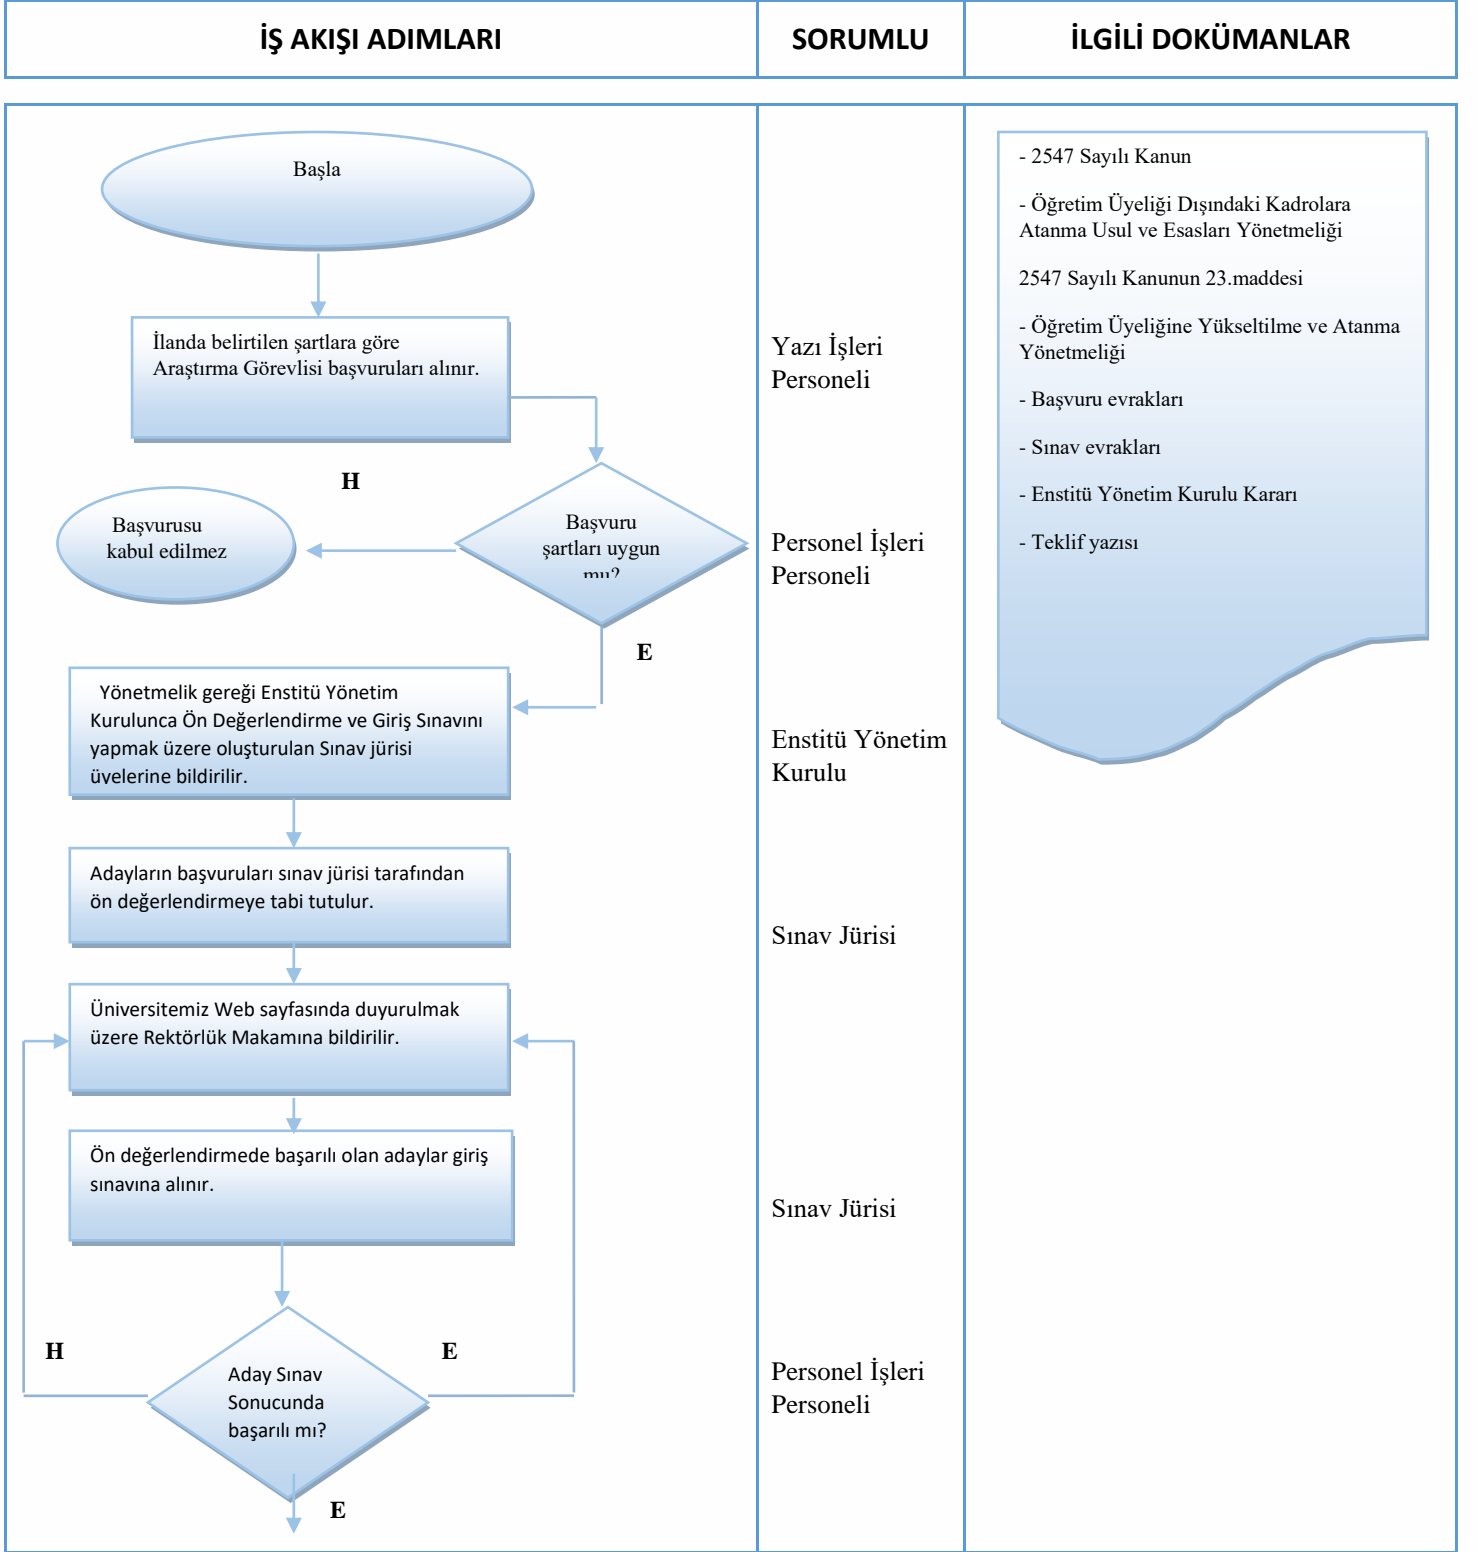 İŞ AKIŞI ADIMLARI
SORUMLU
İLGİLİ DOKÜMANLAR
Başla
İlanda belirtilen şartlara göre
Araştırma Görevlisi başvuruları alınır.
H
Başvurusu
kabul edilmez
Başvuru
şartları uygun
mu?
E
Yönetmelik gereği Enstitü Yönetim
Kurulunca Ön Değerlendirme ve Giriş Sınavını
yapmak üzere oluşturulan Sınav jürisi
üyelerine bildirilir.
Adayların başvuruları sınav jürisi tarafından
ön değerlendirmeye tabi tutulur.
Üniversitemiz Web sayfasında duyurulmak
üzere Rektörlük Makamına bildirilir.
Ön değerlendirmede başarılı olan adaylar giriş
sınavına alınır.
H
E
Aday Sınav
Sonucunda
başarılı mı?
E
Yazı İşleri
Personeli
Personel İşleri
Personeli
Enstitü Yönetim
Kurulu
Sınav Jürisi
Sınav Jürisi
Personel İşleri
Personeli
- 2547 Sayılı Kanun
- Öğretim Üyeliği Dışındaki Kadrolara
Atanma Usul ve Esasları Yönetmeliği
2547 Sayılı Kanunun 23.maddesi
- Öğretim Üyeliğine Yükseltilme ve Atanma
Yönetmeliği
- Başvuru evrakları
- Sınav evrakları
- Enstitü Yönetim Kurulu Kararı
- Teklif yazısı